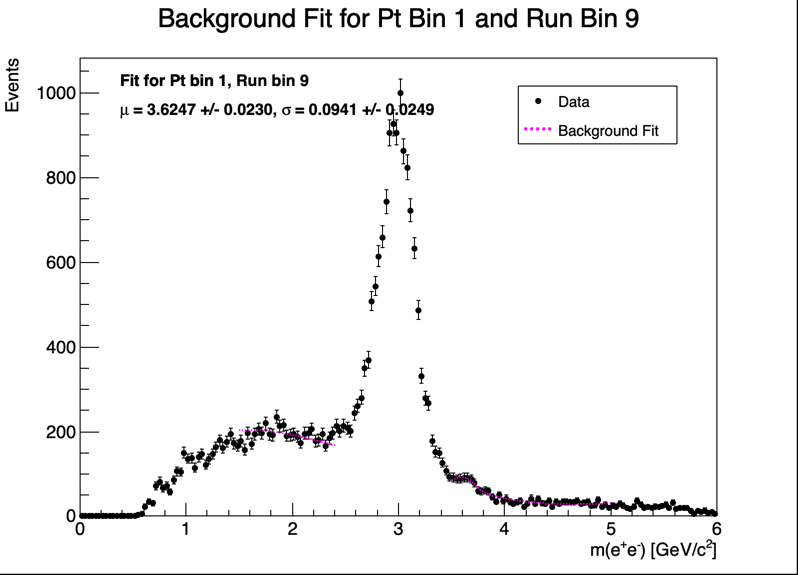 Background Fit for Pt Bin 1 and Run Bin 9
Events
Fit for Pt bin 1, Run bin 9
μ = 3.6247 +/- 0.0230, σ = 0.0941 +/- 0.0249
Data
Background Fit
1000
800
600
400
200
0
0 1 2 3 4 5 6
m(e⁺e⁻) [GeV/c²]